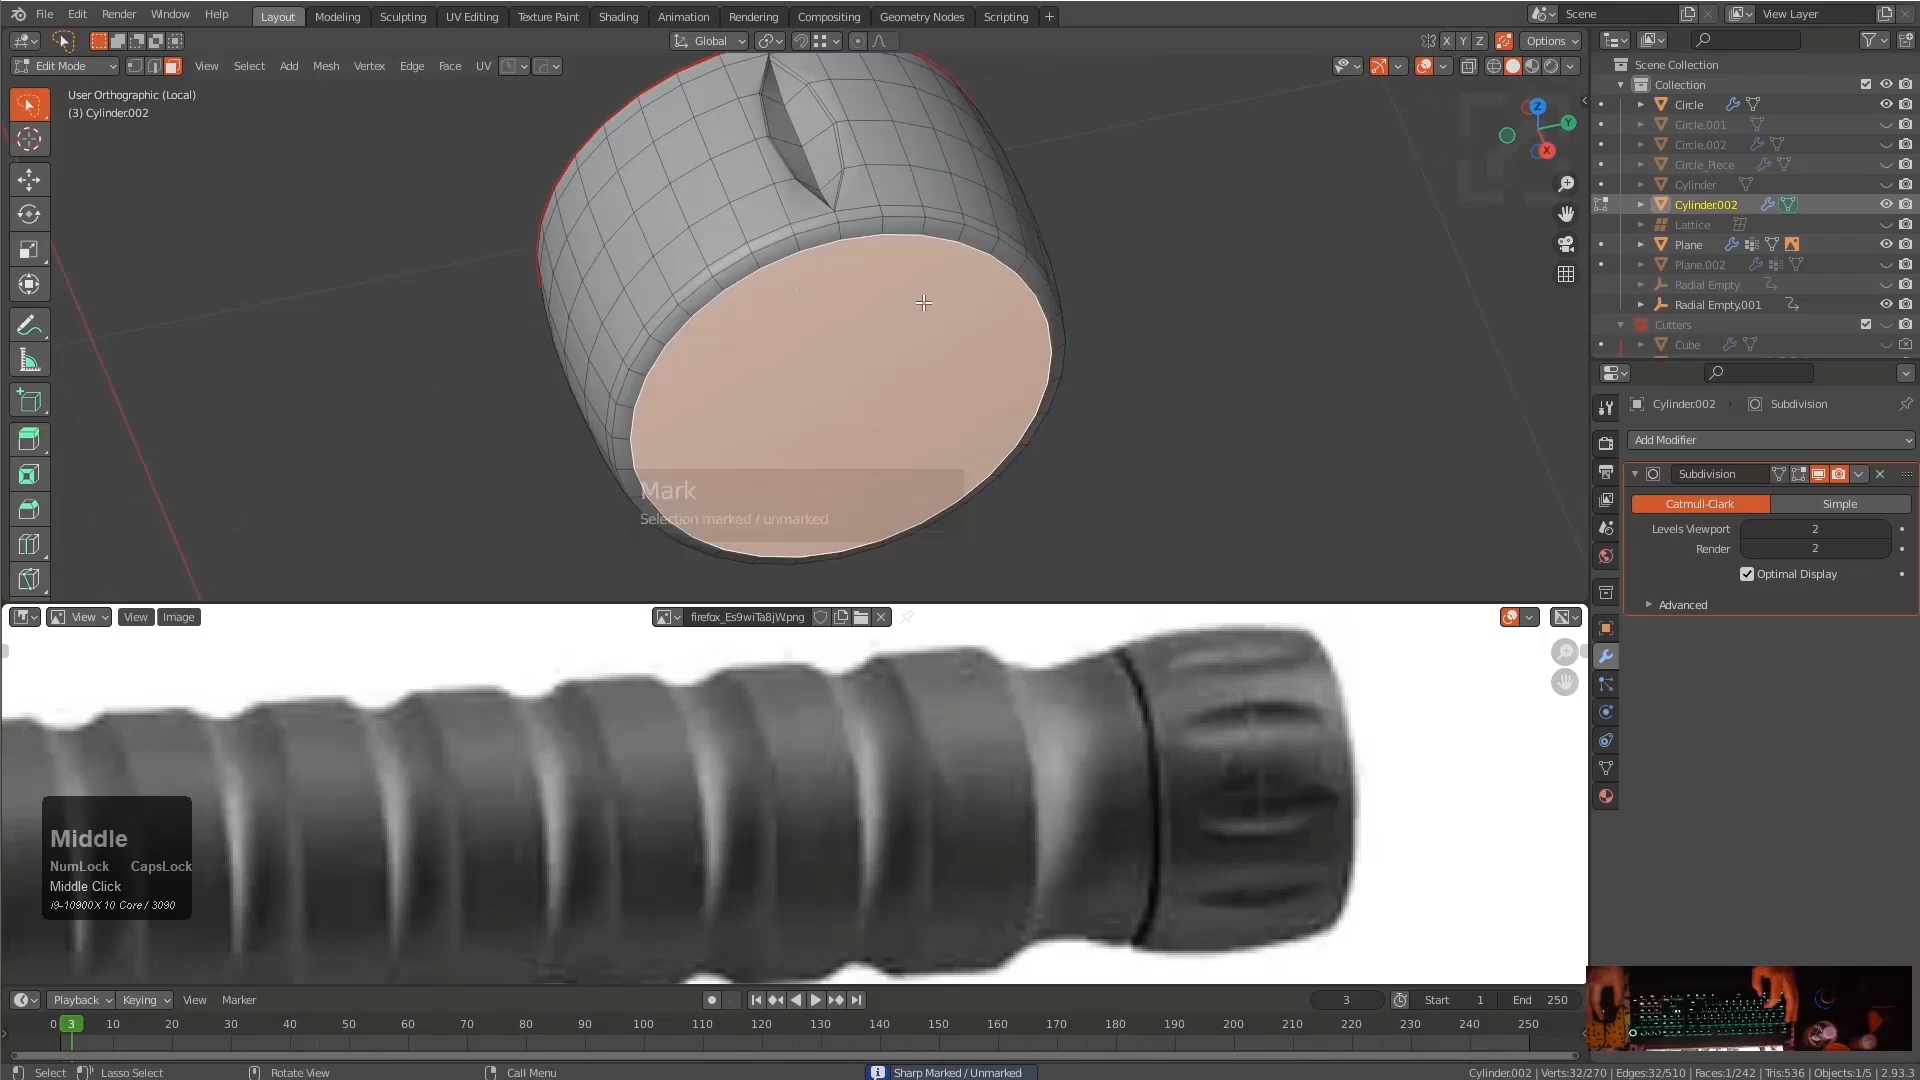 File Edit Render Window Help Layout Modeling Sculpting UV Editing Texture Paint Shading Animation Rendering Compositing Geometry Nodes Scripting + Scene View Layer
Global X Y Z Options
Edit Mode View Select Add Mesh Vertex Edge Face UV
User Orthographic (Local)
(3) Cylinder.002
Z
Y
X
Mark
Selection marked / unmarked
Scene Collection
Collection
Circle
Circle.001
Circle.002
Circle_Piece
Cylinder
Cylinder.002
Lattice
Plane
Plane.002
Radial Empty
Radial Empty.001
Cutters
Cube
Cylinder.002 Subdivision
Add Modifier
Subdivision
Catmull-Clark Simple
Levels Viewport 2
Render 2
Optimal Display
Advanced
View View Image firefox_Es9wiTa8jW.png
Middle
NumLock CapsLock
Middle Click
i9-10900X 10 Core / 3090
Playback Keying View Marker 3 Start 1 End 250
0 3 10 20 30 40 50 60 70 80 90 100 110 120 130 140 150 160 170 180 190 200 210 220 230 240 250
Select Lasso Select Rotate View Call Menu Sharp Marked / Unmarked Cylinder.002 | Verts:32/270 | Edges:32/510 | Faces:1/242 | Tris:536 | Objects:1/5 | 2.93.3